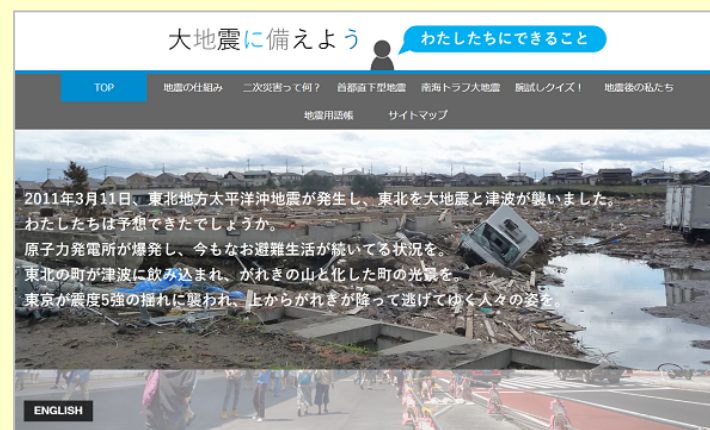 大地震に備えよう
わたしたちにできること
TOP 地震の仕組み 二次災害って何？ 首都直下型地震 南海トラフ大地震 腕試しクイズ！ 地震後の私たち
地震用語帳 サイトマップ
2011年3月11日、東北地方太平洋沖地震が発生し、東北を大地震と津波が襲いました。
わたしたちは予想できたでしょうか。
原子力発電所が爆発し、今もなお避難生活が続いてる状況を。
東北の町が津波に飲み込まれ、がれきの山と化した町の光景を。
東京が震度5強の揺れに襲われ、上からがれきが降って逃げてゆく人々の姿を。
ENGLISH